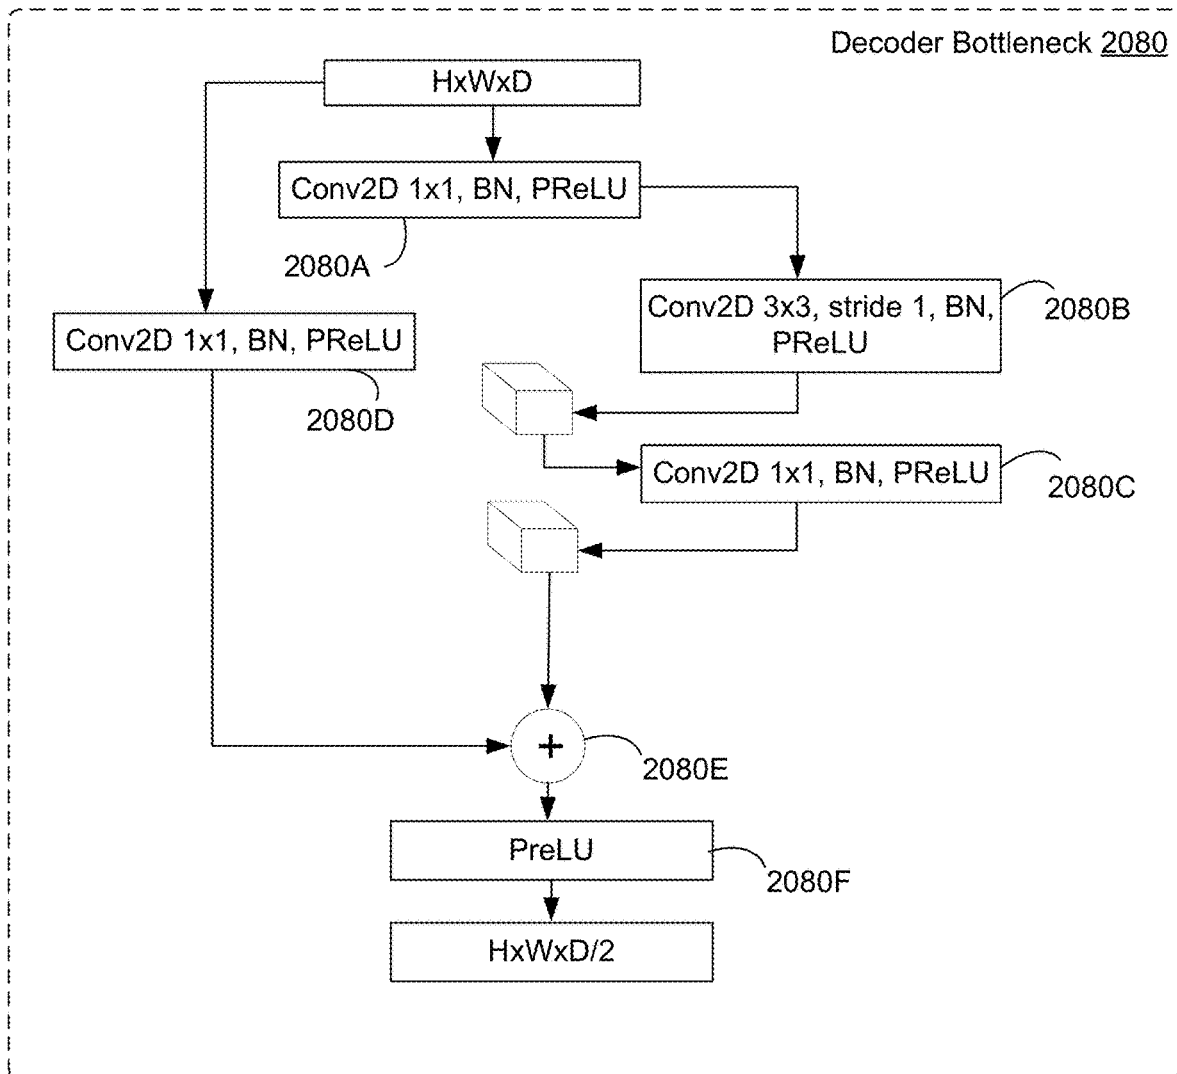 Decoder Bottleneck 2080
HxWxD
Conv2D 1x1, BN, PReLU
2080A
Conv2D 3x3, stride 1, BN,
PReLU
2080B
Conv2D 1x1, BN, PReLU
2080D
Conv2D 1x1, BN, PReLU
2080C
+
2080E
PreLU
2080F
HxWxD/2